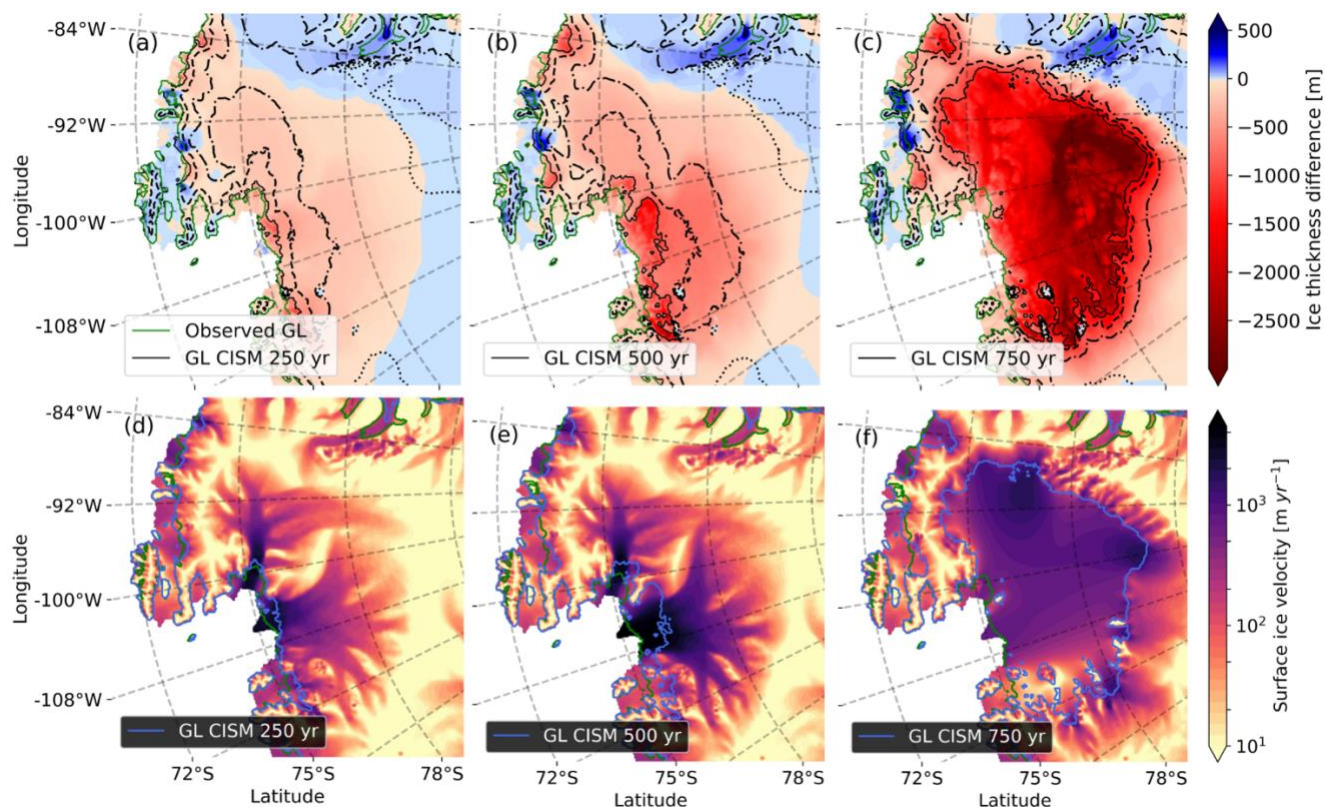 (a)
(b)
(c)
-84°W
-92°W
-100°W
-108°W
Longitude
Observed GL
GL CISM 250 yr
GL CISM 500 yr
GL CISM 750 yr
500
0
−500
−1000
−1500
−2000
−2500
Ice thickness difference [m]
(d)
(e)
(f)
-84°W
-92°W
-100°W
-108°W
Longitude
GL CISM 250 yr
GL CISM 500 yr
GL CISM 750 yr
72°S
75°S
78°S
72°S
75°S
78°S
72°S
75°S
78°S
Latitude
Latitude
Latitude
10³
10²
10¹
Surface ice velocity [m yr⁻¹]